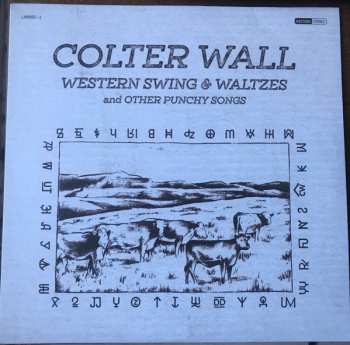 COLTER WALL
WESTERN SWING & WALTZES
and OTHER PUNCHY SONGS